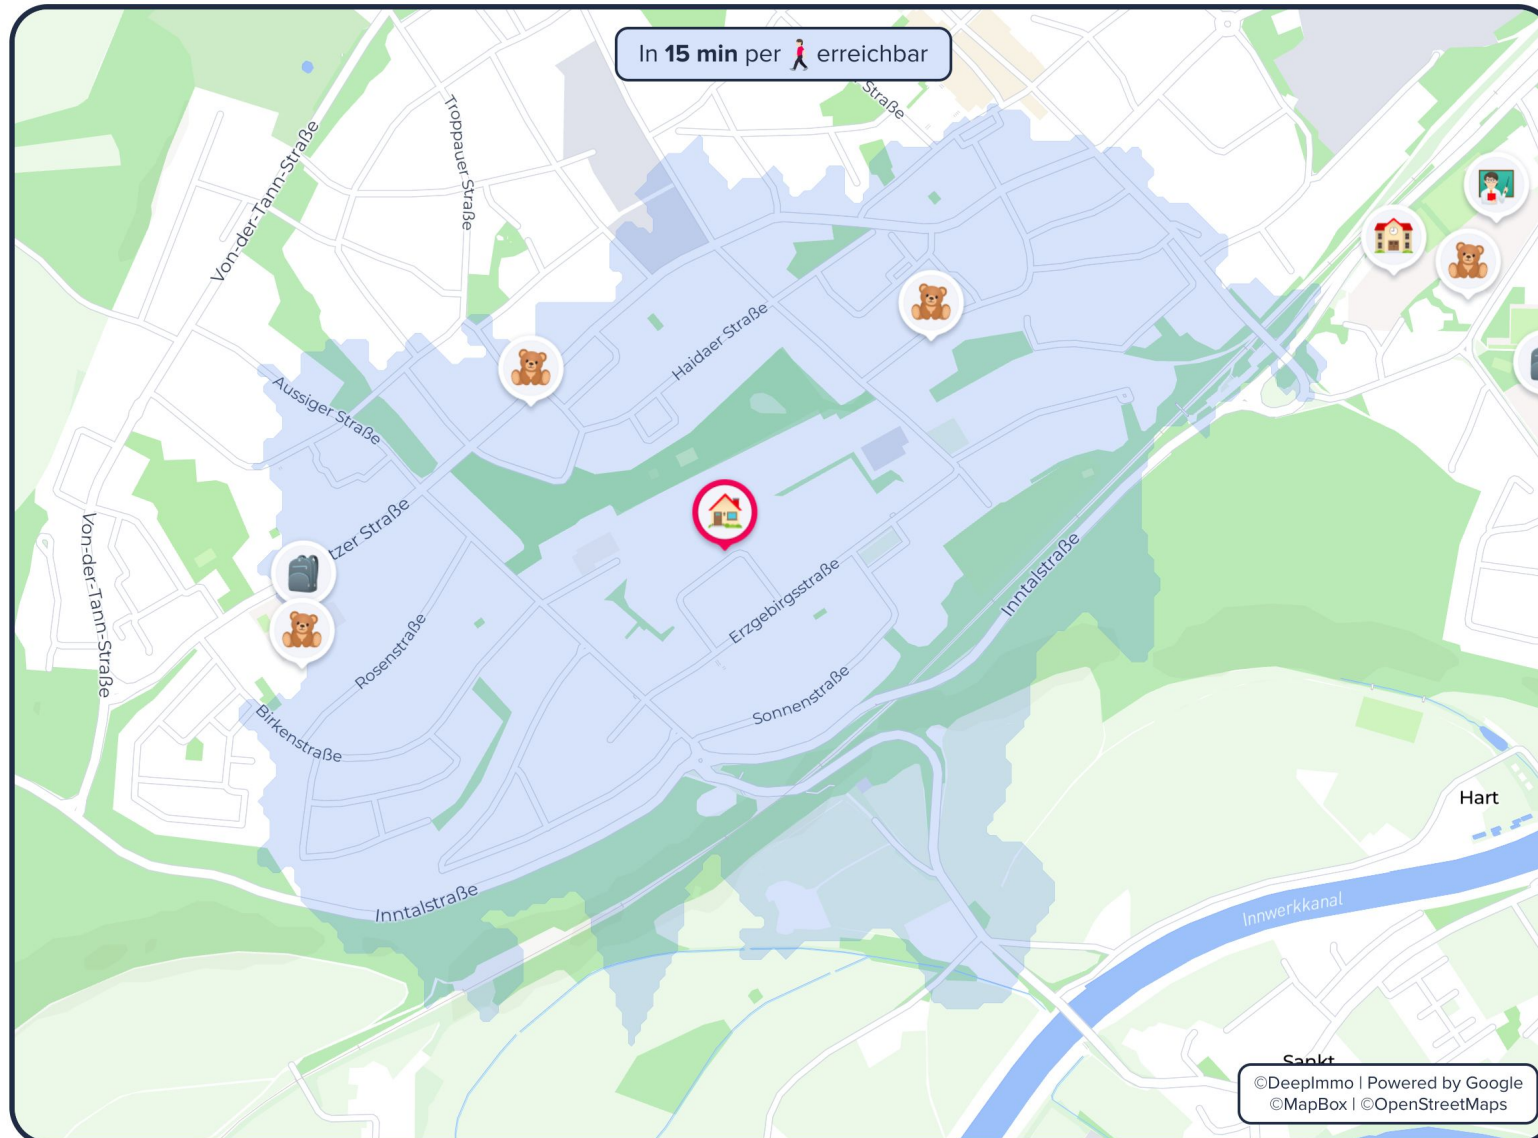 In 15 min per erreichbar
Straße
Troppauer Straße
Von-der-Tann-Straße
Haidaer Straße
Aussiger Straße
tzer Straße
Von-der-Tann-Straße
Inntalstraße
Erzgebirgsstraße
Rosenstraße
Sonnenstraße
Birkenstraße
Hart
Inntalstraße
Innwerkkanal
Sankt
©DeepImmo | Powered by Google
©MapBox | ©OpenStreetMaps